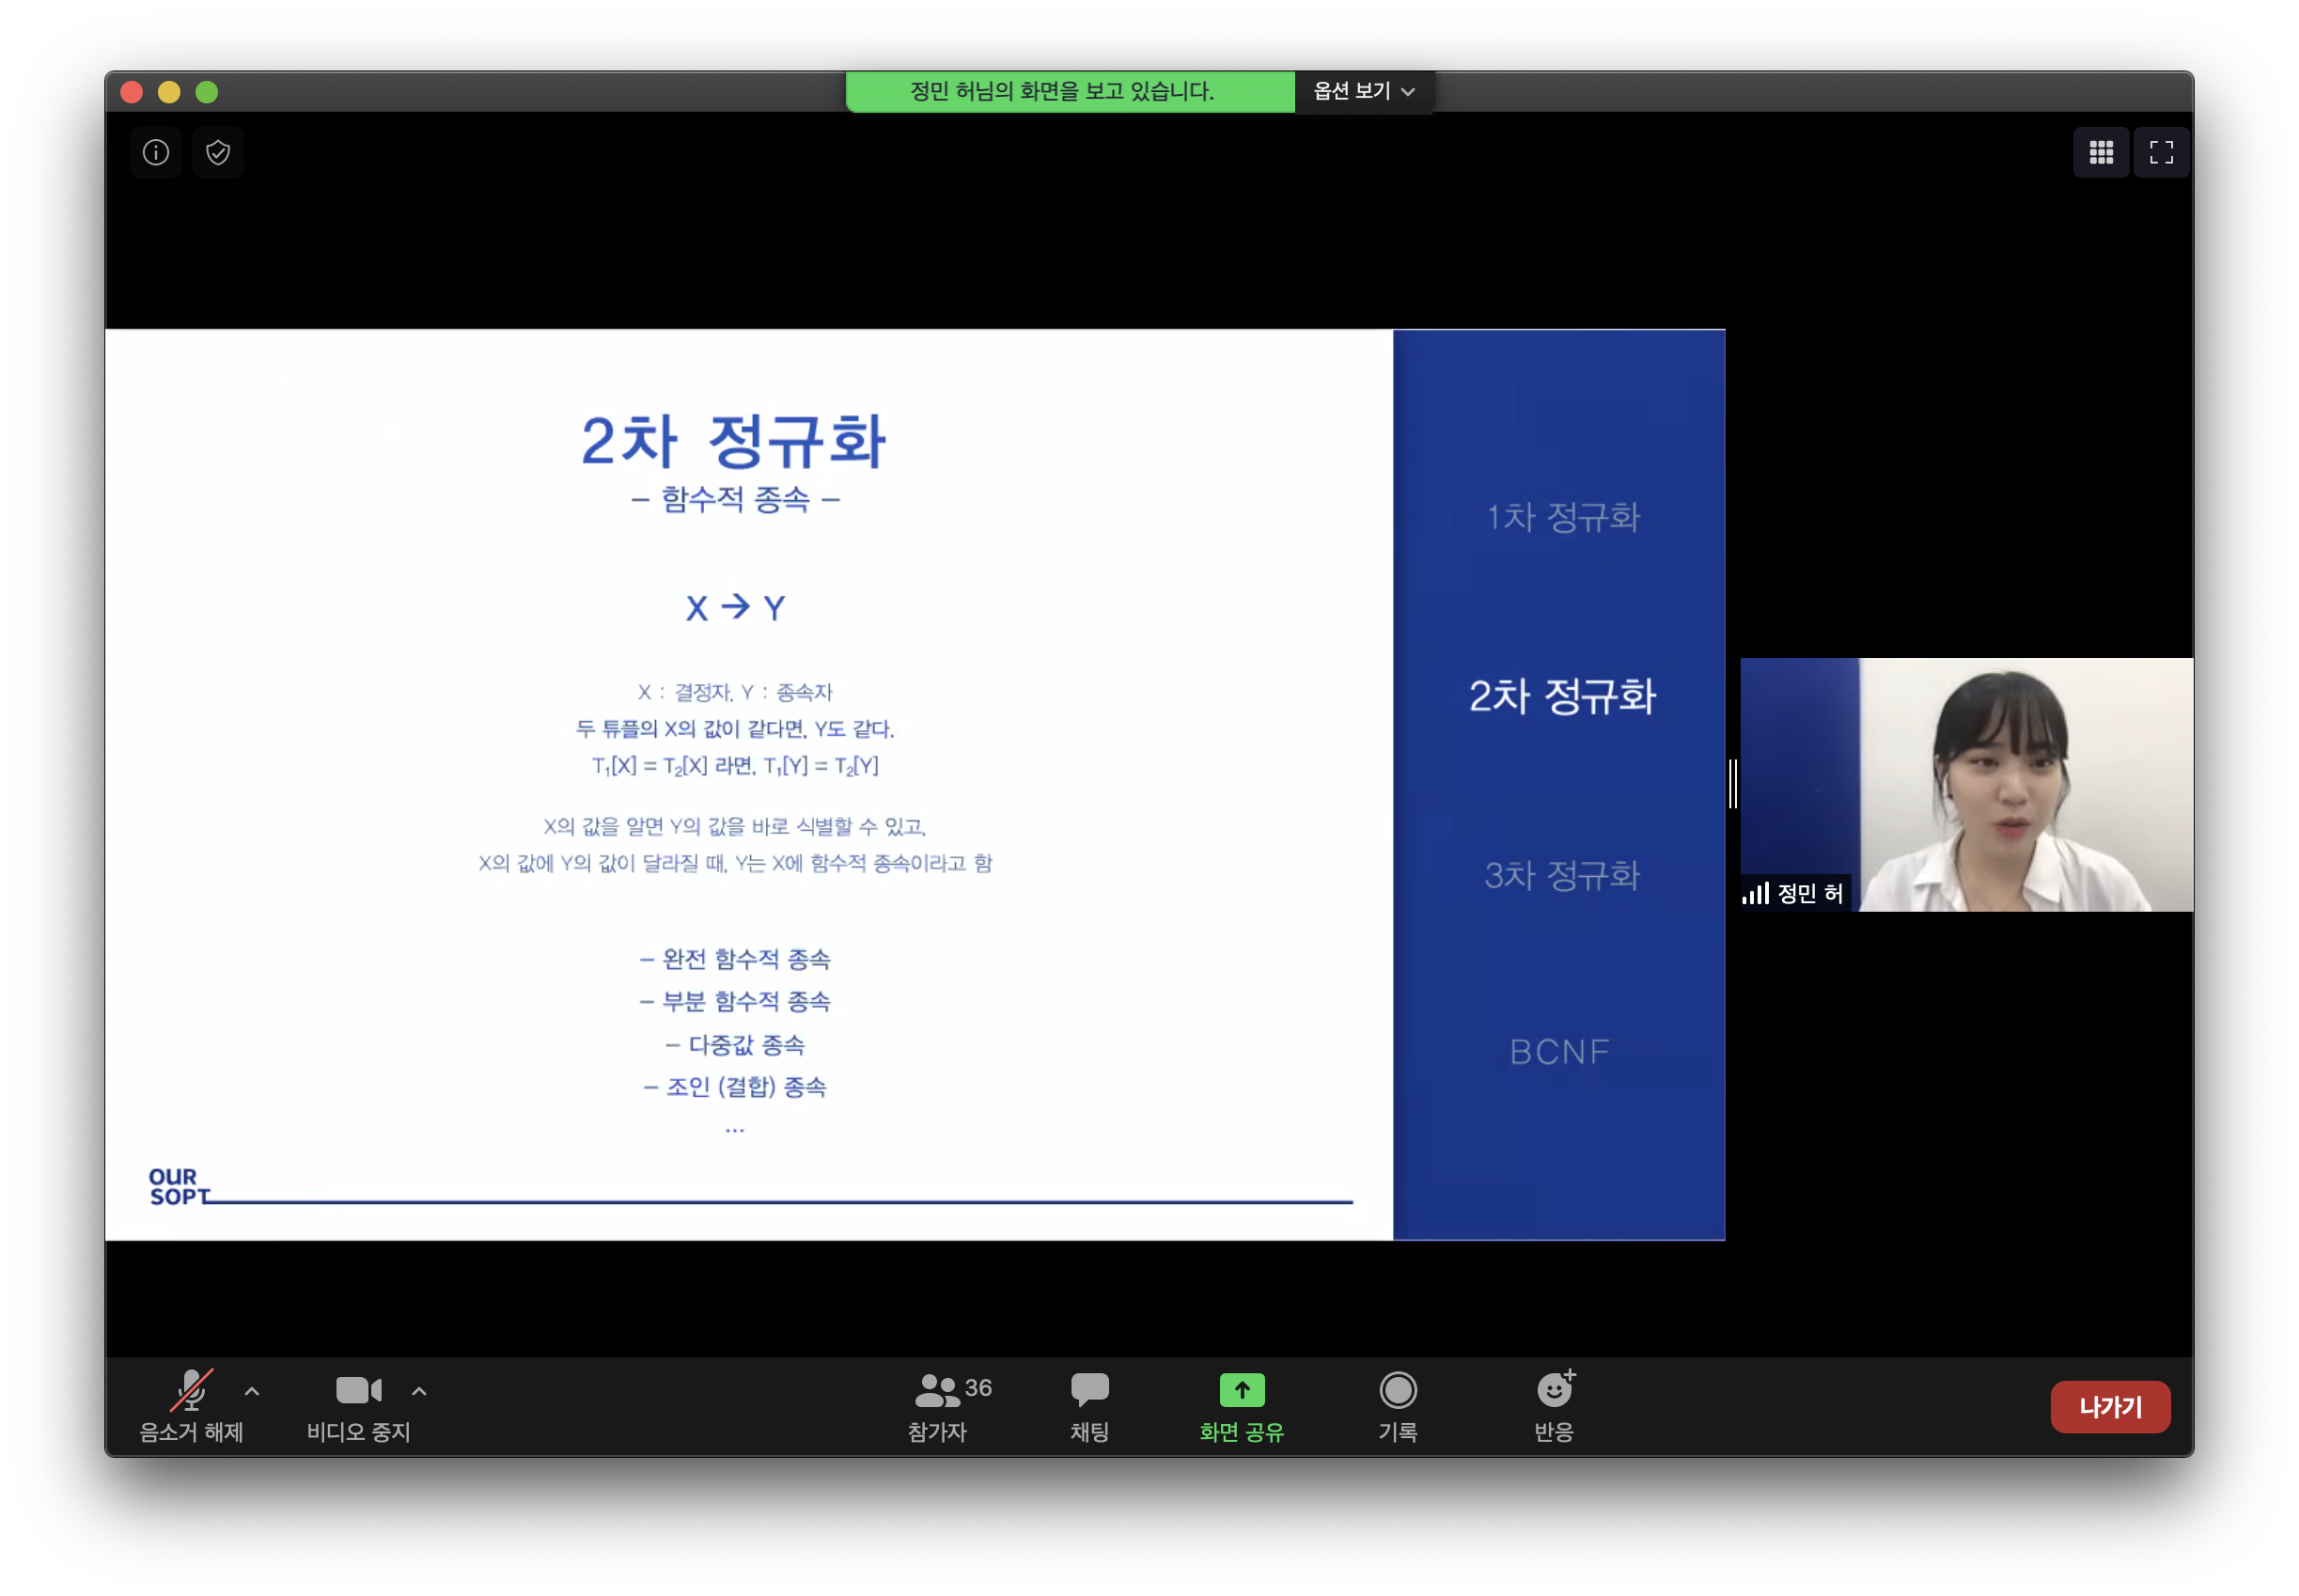 정민 허님의 화면을 보고 있습니다. 옵션 보기
2차 정규화
– 함수적 종속 –
X → Y
X : 결정자, Y : 종속자
두 튜플의 X의 값이 같다면, Y도 같다.
T₁[X] = T₂[X] 라면, T₁[Y] = T₂[Y]
X의 값을 알면 Y의 값을 바로 식별할 수 있고,
X의 값에 Y의 값이 달라질 때, Y는 X에 함수적 종속이라고 함
– 완전 함수적 종속
– 부분 함수적 종속
– 다중값 종속
– 조인 (결합) 종속
...
OUR
SOPT
1차 정규화
2차 정규화
3차 정규화
BCNF
정민 허
음소거 해제
비디오 중지
36
참가자
채팅
화면 공유
기록
반응
나가기